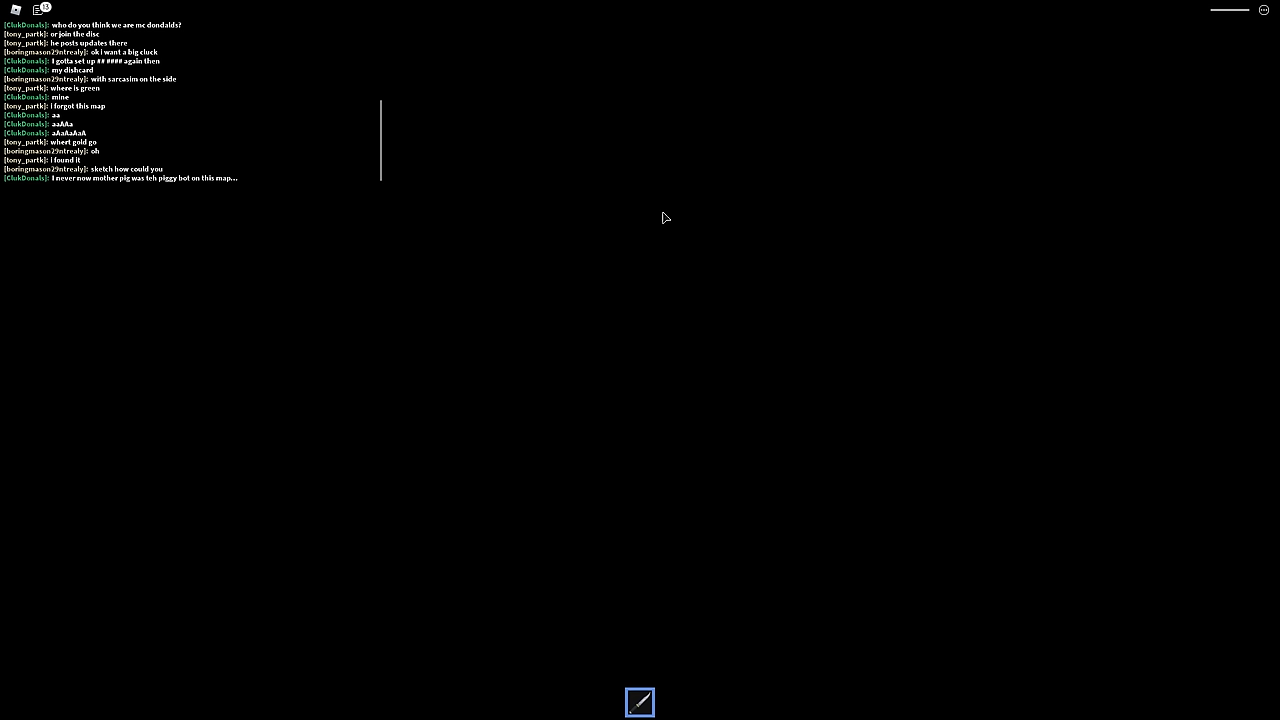 13
[ClukDonals]: who do you think we are mc dondalds?
[tony_partk]: or join the disc
[tony_partk]: he posts updates there
[boringmason29ntrealy]: ok i want a big cluck
[ClukDonals]: I gotta set up ## #### again then
[ClukDonals]: my dishcard
[boringmason29ntrealy]: with sarcasim on the side
[tony_partk]: where is green
[ClukDonals]: mine
[tony_partk]: i forgot this map
[ClukDonals]: aa
[ClukDonals]: aaAAa
[ClukDonals]: aAaAaAaA
[tony_partk]: whert gold go
[boringmason29ntrealy]: oh
[tony_partk]: i found it
[boringmason29ntrealy]: sketch how could you
[ClukDonals]: I never now mother pig was teh piggy bot on this map...